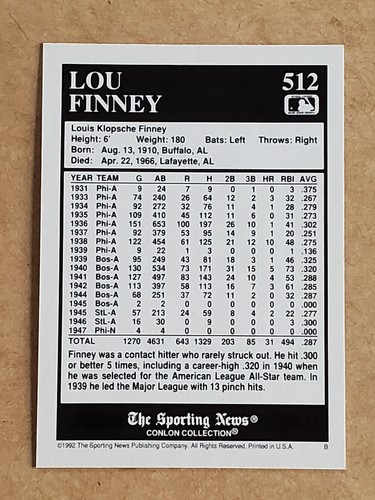 LOU 512
FINNEY
Louis Klopsche Finney
Height: 6' Weight: 180 Bats: Left Throws: Right
Born: Aug. 13, 1910, Buffalo, AL
Died: Apr. 22, 1966, Lafayette, AL
YEAR TEAM G AB R H 2B 3B HR RBI AVG
1931 Phi-A 9 24 7 9 0 1 0 3 .375
1933 Phi-A 74 240 26 64 12 2 3 32 .267
1934 Phi-A 92 272 32 76 11 4 1 28 .279
1935 Phi-A 109 410 45 112 11 6 0 31 .273
1936 Phi-A 151 653 100 197 26 10 1 41 .302
1937 Phi-A 92 379 53 95 14 9 1 20 .251
1938 Phi-A 122 454 61 125 21 12 10 48 .275
1939 Phi-A 9 22 1 3 0 0 0 1 .136
1939 Bos-A 95 249 43 81 18 3 1 46 .325
1940 Bos-A 130 534 73 171 31 15 5 73 .320
1941 Bos-A 127 497 83 143 24 10 4 53 .288
1942 Bos-A 113 397 58 113 16 7 3 61 .285
1944 Bos-A 68 251 37 72 11 2 0 32 .287
1945 Bos-A 2 2 0 0 0 0 0 0 .000
1945 StL-A 57 213 24 59 8 4 2 22 .277
1946 StL-A 16 30 0 9 0 0 0 3 .300
1947 Phi-N 4 4 0 0 0 0 0 0 .000
TOTAL 1270 4631 643 1329 203 85 31 494 .287
Finney was a contact hitter who rarely struck out. He hit .300
or better 5 times, including a career-high .320 in 1940 when
he was selected for the American League All-Star team. In
1939 he led the Major League with 13 pinch hits.
The Sporting News®
CONLON COLLECTION®
©1992 The Sporting News Publishing Company. All Rights Reserved. Printed in U.S.A. B